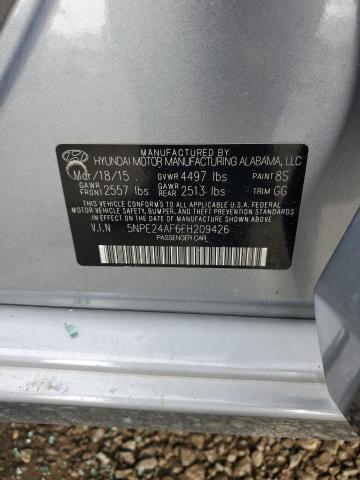 MANUFACTURED BY
HYUNDAI MOTOR MANUFACTURING ALABAMA, LLC
Mar/18/15 GVWR 4497 lbs PAINT 8S
GAWR FRONT 2557 lbs GAWR REAR 2513 lbs TRIM GG
THIS VEHICLE CONFORMS TO ALL APPLICABLE U.S.A. FEDERAL
MOTOR VEHICLE SAFETY, BUMPER, AND THEFT
PREVENTION STANDARDS IN EFFECT ON THE
DATE OF MANUFACTURE SHOWN ABOVE.
V.I.N 5NPE24AF6FH209426
PASSENGER CAR